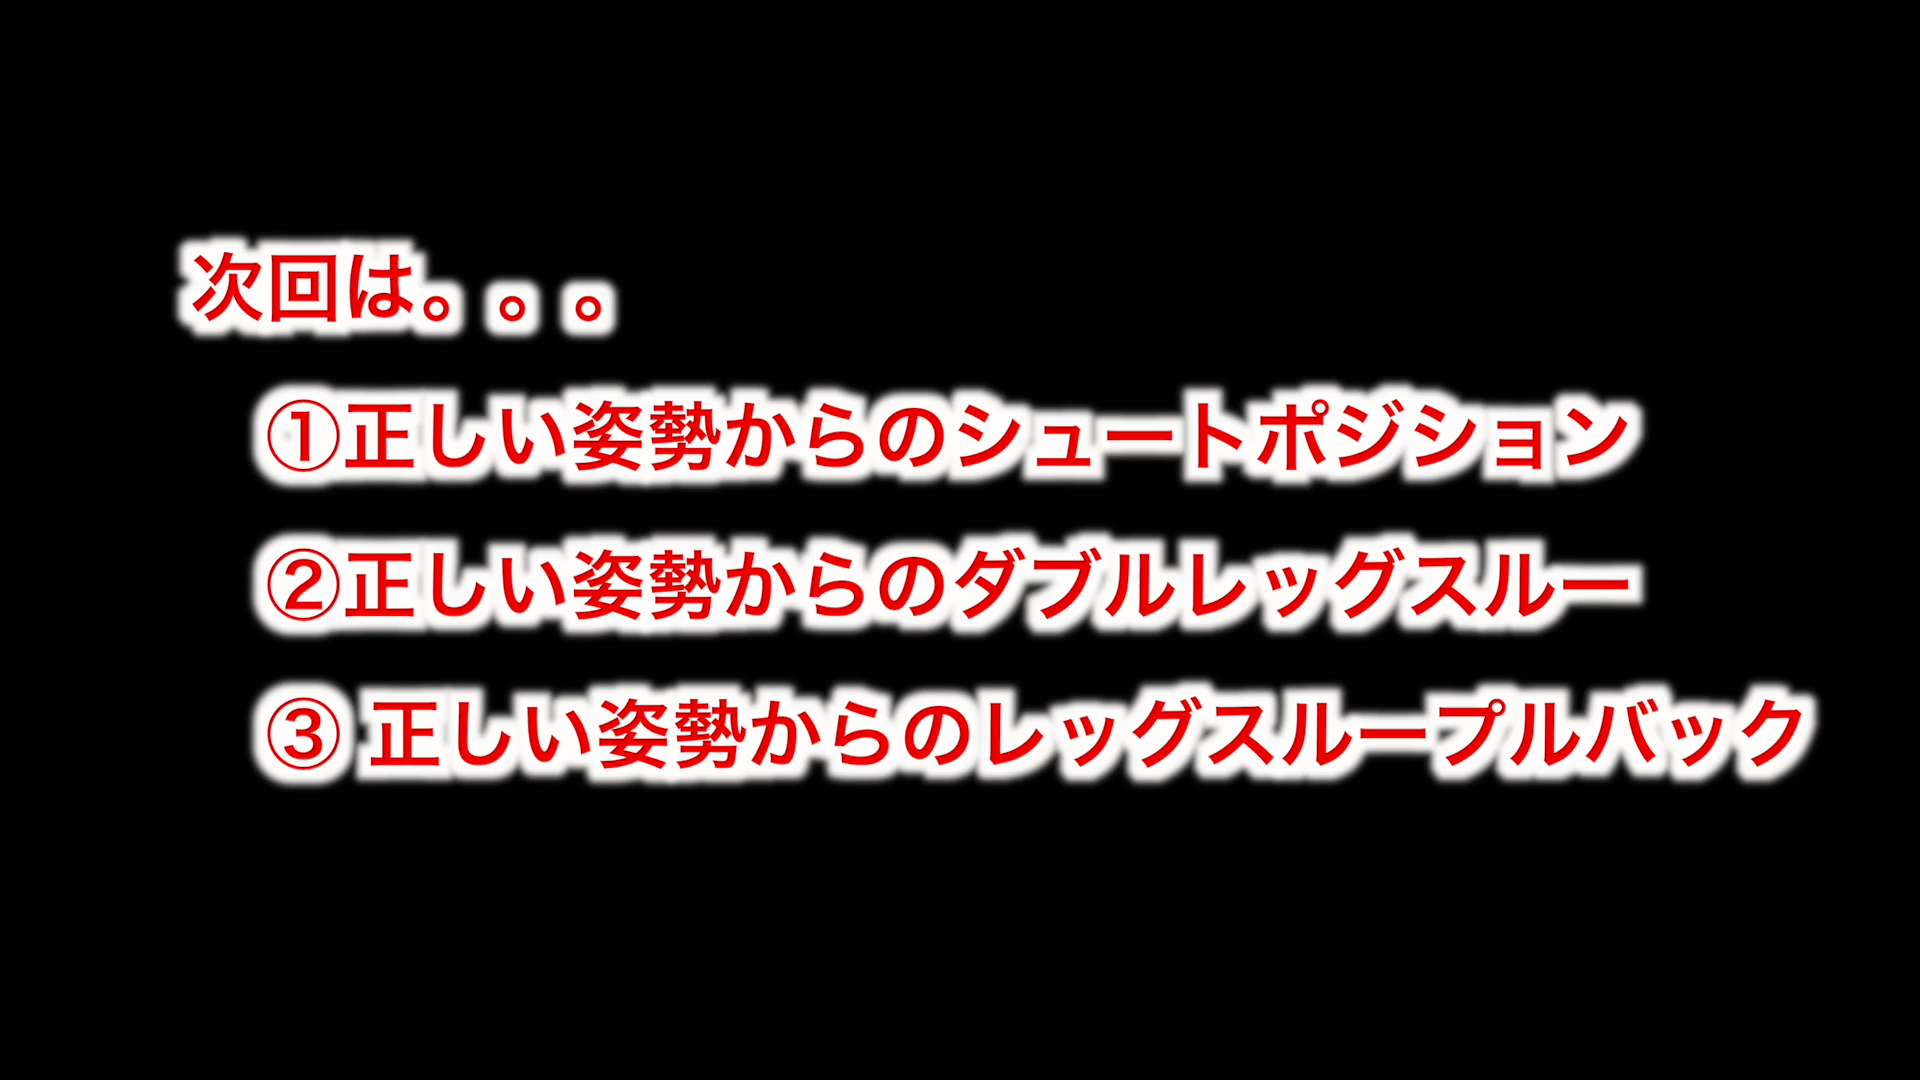 次回は。。。
①正しい姿勢からのシュートポジション
②正しい姿勢からのダブルレッグスルー
③ 正しい姿勢からのレッグスループルバック